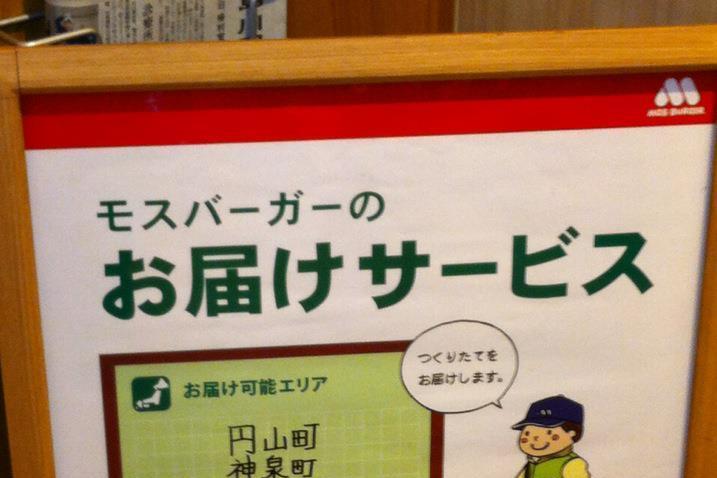 MOS BURGER
モスバーガーの
お届けサービス
つくりたてを
お届けします。
お届け可能エリア
円山町
神泉町